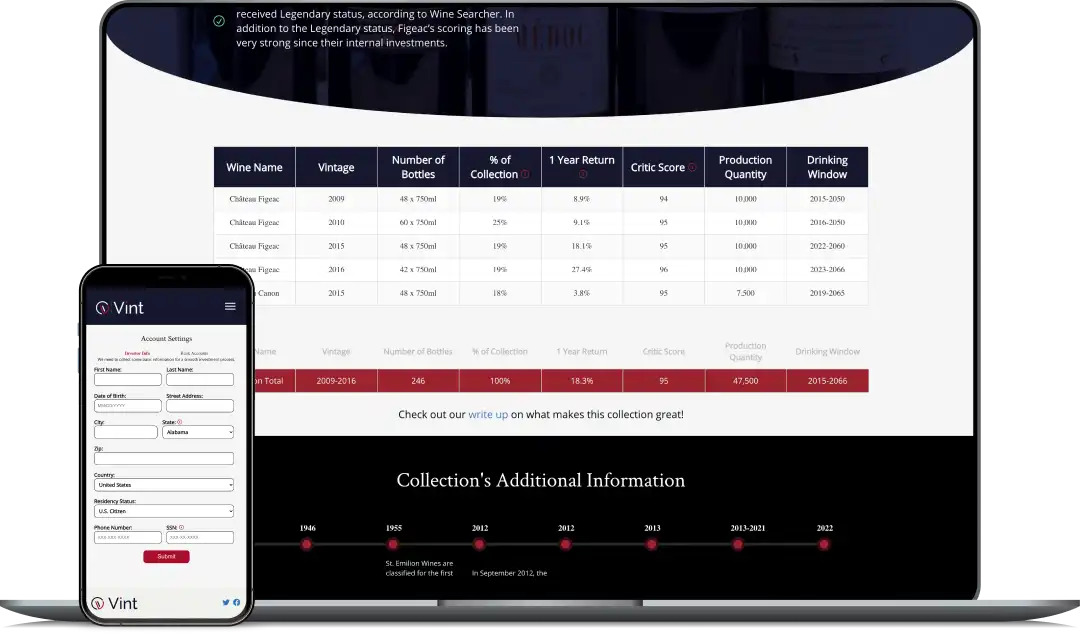 received Legendary status, according to Wine Searcher. In
addition to the Legendary status, Figeac's scoring has been
very strong since their internal investments.
Wine Name Vintage Number of Bottles % of Collection 1 Year Return Critic Score Production Quantity Drinking Window
Château Figeac 2009 48 x 750ml 19% 8.9% 94 10,000 2015-2050
Château Figeac 2010 60 x 750ml 25% 9.1% 95 10,000 2016-2050
Château Figeac 2015 48 x 750ml 19% 18.1% 95 10,000 2022-2060
eau Figeac 2016 42 x 750ml 19% 27.4% 96 10,000 2023-2066
Canon 2015 48 x 750ml 18% 3.8% 95 7,500 2019-2065
Name Vintage Number of Bottles % of Collection 1 Year Return Critic Score Production Quantity Drinking Window
on Total 2009-2016 246 100% 18.3% 95 47,500 2015-2066
Check out our write up on what makes this collection great!
Collection's Additional Information
1946 1955 2012 2012 2013 2013-2021 2022
St. Emilion Wines are
classified for the first
In September 2012, the
Vint
Account Settings
Investor Info Bank Accounts
We need to collect some basic information for a smooth investment process.
First Name: Last Name:
Date of Birth: Street Address:
MM/DD/YYYY
City: State:
Alabama
Zip:
Country:
United States
Residency Status:
U.S. Citizen
Phone Number: SSN:
XXX-XXX-XXXX XXX-XX-XXXX
Submit
Vint